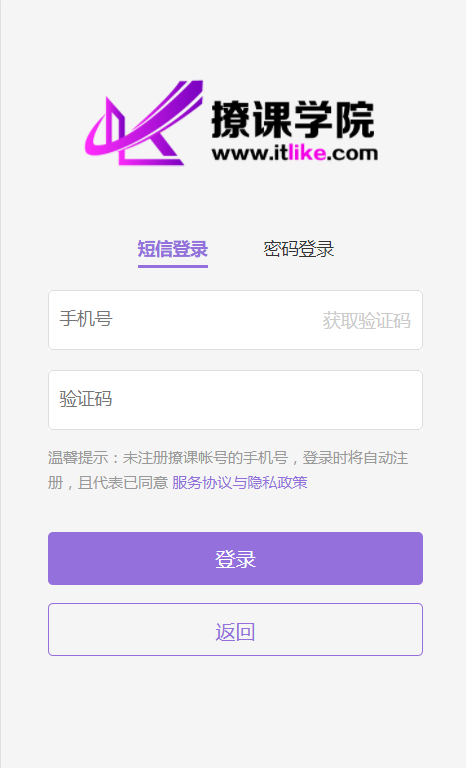 撩课学院
www.itlike.com
短信登录 密码登录
手机号 获取验证码
验证码
温馨提示：未注册撩课帐号的手机号，登录时将自动注
册，且代表已同意 服务协议与隐私政策
登录
返回